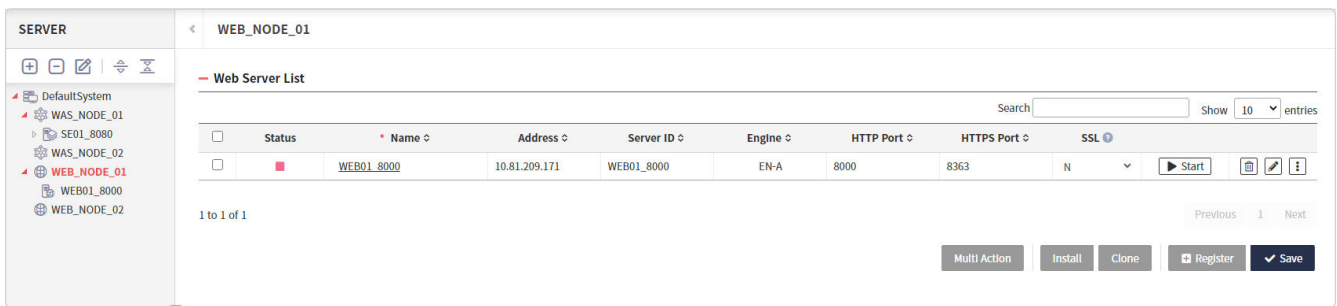 SERVER
DefaultSystem
WAS_NODE_01
SE01_8080
WAS_NODE_02
WEB_NODE_01
WEB01_8000
WEB_NODE_02
WEB_NODE_01
Web Server List
Search Show 10 entries
Status * Name Address Server ID Engine HTTP Port HTTPS Port SSL
WEB01_8000 10.81.209.171 WEB01_8000 EN-A 8000 8363 N Start
1 to 1 of 1 Previous 1 Next
Multi Action Install Clone Register Save